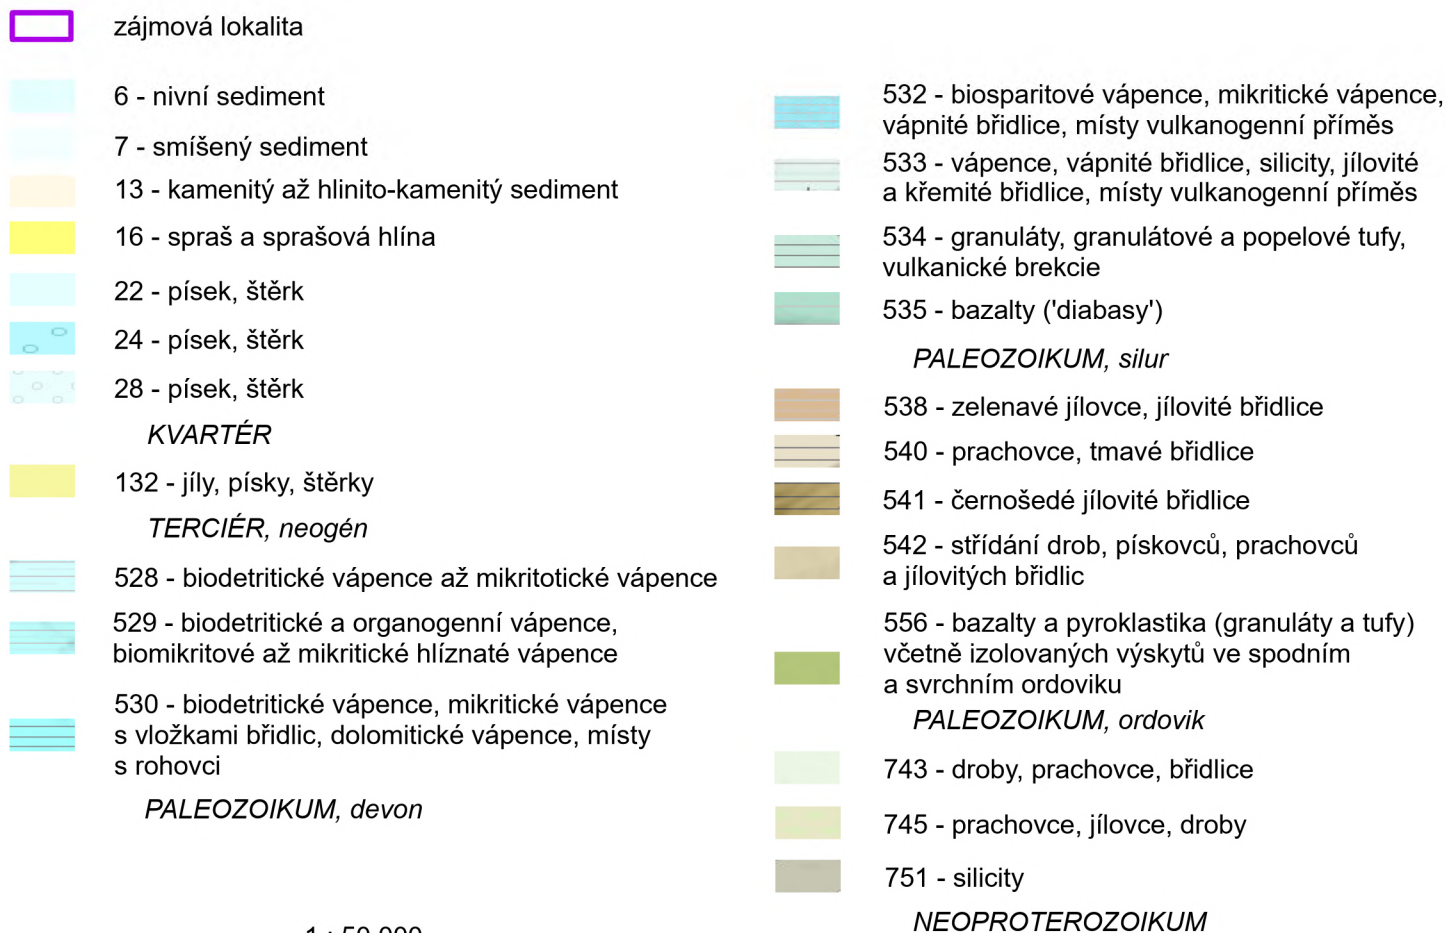 zájmová lokalita
6 - nivní sediment
7 - smíšený sediment
13 - kamenitý až hlinito-kamenitý sediment
16 - spraš a sprašová hlína
22 - písek, štěrk
24 - písek, štěrk
28 - písek, štěrk
KVARTÉR
132 - jíly, písky, štěrky
TERCIÉR, neogén
528 - biodetritické vápence až mikritotické vápence
529 - biodetritické a organogenní vápence,
biomikritové až mikritické hlíznaté vápence
530 - biodetritické vápence, mikritické vápence
s vložkami břidlic, dolomitické vápence, místy
s rohovci
PALEOZOIKUM, devon
1 : 50 000
532 - biosparitové vápence, mikritické vápence,
vápnité břidlice, místy vulkanogenní příměs
533 - vápence, vápnité břidlice, silicity, jílovité
a křemité břidlice, místy vulkanogenní příměs
534 - granuláty, granulátové a popelové tufy,
vulkanické brekcie
535 - bazalty ('diabasy')
PALEOZOIKUM, silur
538 - zelenavé jílovce, jílovité břidlice
540 - prachovce, tmavé břidlice
541 - černošedé jílovité břidlice
542 - střídání drob, pískovců, prachovců
a jílovitých břidlic
556 - bazalty a pyroklastika (granuláty a tufy)
včetně izolovaných výskytů ve spodním
a svrchním ordoviku
PALEOZOIKUM, ordovik
743 - droby, prachovce, břidlice
745 - prachovce, jílovce, droby
751 - silicity
NEOPROTEROZOIKUM